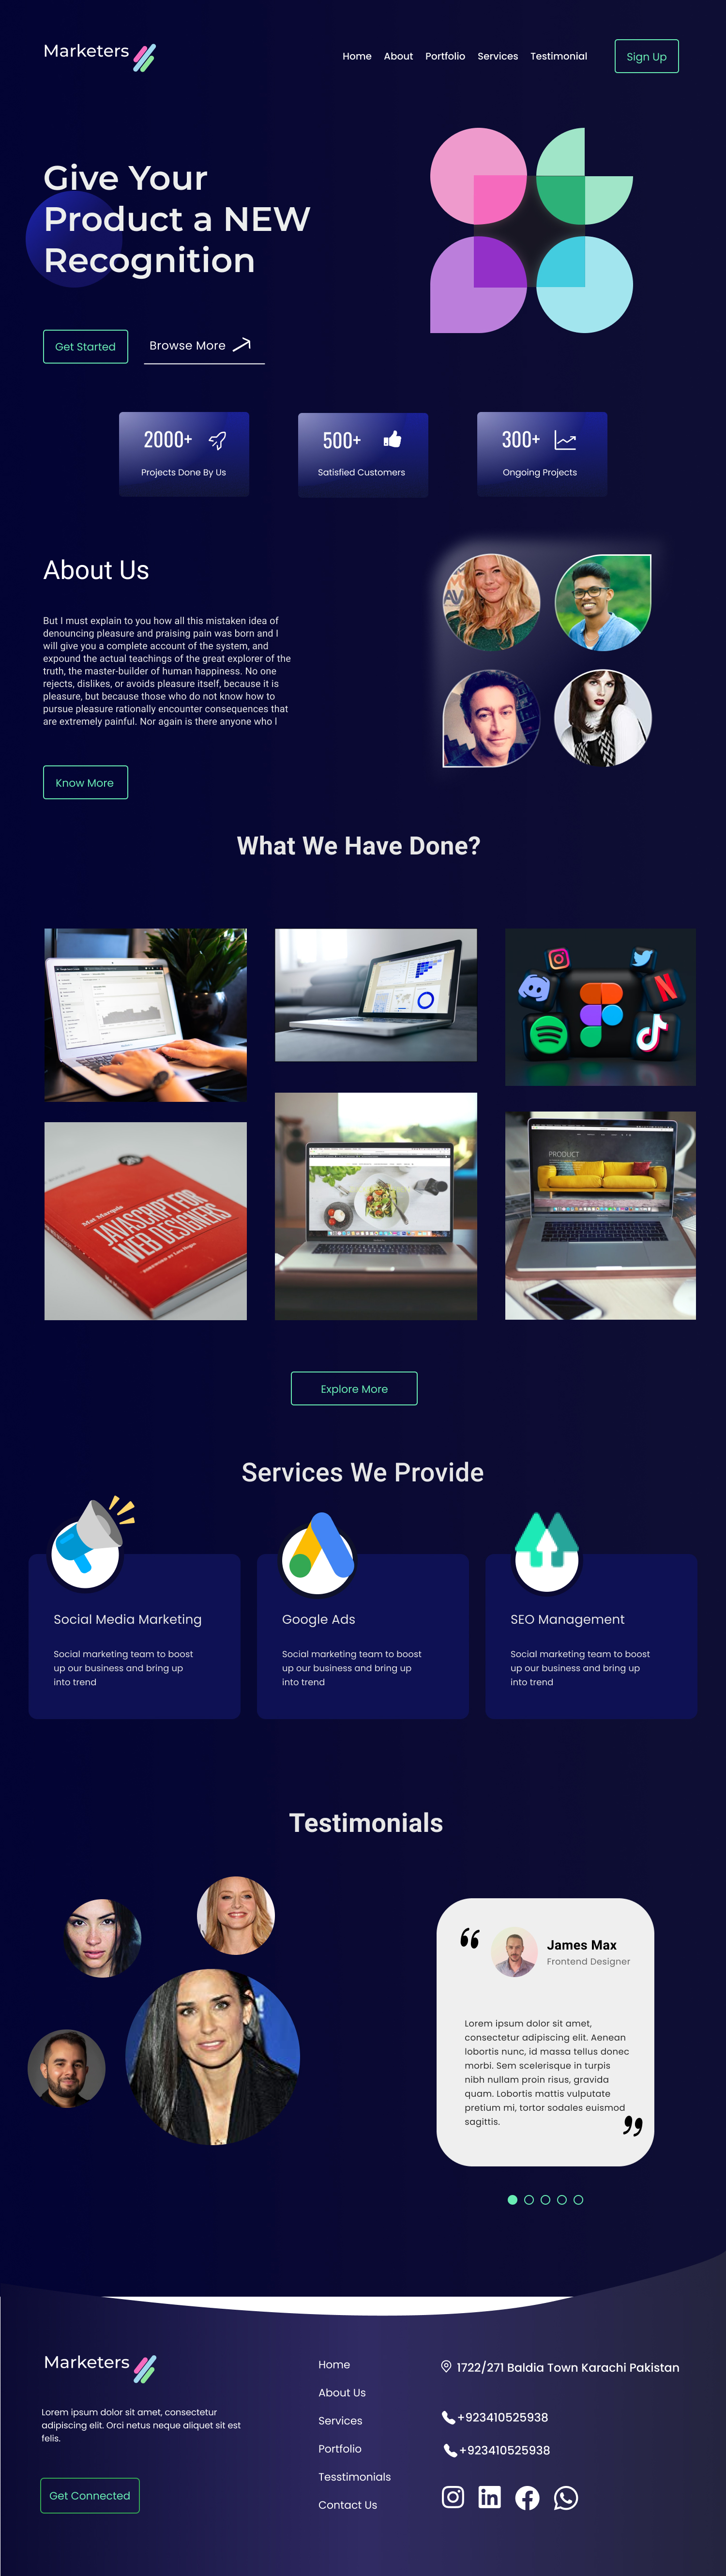 Marketers
Home About Portfolio Services Testimonial
Sign Up
Give Your
Product a NEW
Recognition
Get Started
Browse More
2000+
Projects Done By Us
500+
Satisfied Customers
300+
Ongoing Projects
About Us
But I must explain to you how all this mistaken idea of
denouncing pleasure and praising pain was born and I
will give you a complete account of the system, and
expound the actual teachings of the great explorer of the
truth, the master-builder of human happiness. No one
rejects, dislikes, or avoids pleasure itself, because it is
pleasure, but because those who do not know how to
pursue pleasure rationally encounter consequences that
are extremely painful. Nor again is there anyone who l
Know More
What We Have Done?
Mat Marquis
JAVASCRIPT FOR
WEB DESIGNERS
PRODUCT
Explore More
Services We Provide
Social Media Marketing
Social marketing team to boost
up our business and bring up
into trend
Google Ads
Social marketing team to boost
up our business and bring up
into trend
SEO Management
Social marketing team to boost
up our business and bring up
into trend
Testimonials
“
James Max
Frontend Designer
Lorem ipsum dolor sit amet,
consectetur adipiscing elit. Aenean
lobortis nunc, id massa tellus donec
morbi. Sem scelerisque in turpis
nibh nullam proin risus, gravida
quam. Lobortis mattis vulputate
pretium mi, tortor sodales euismod
sagittis.
”
Marketers
Lorem ipsum dolor sit amet, consectetur
adipiscing elit. Orci netus neque aliquet sit est
felis.
Get Connected
Home
About Us
Services
Portfolio
Tesstimonials
Contact Us
1722/271 Baldia Town Karachi Pakistan
+923410525938
+923410525938